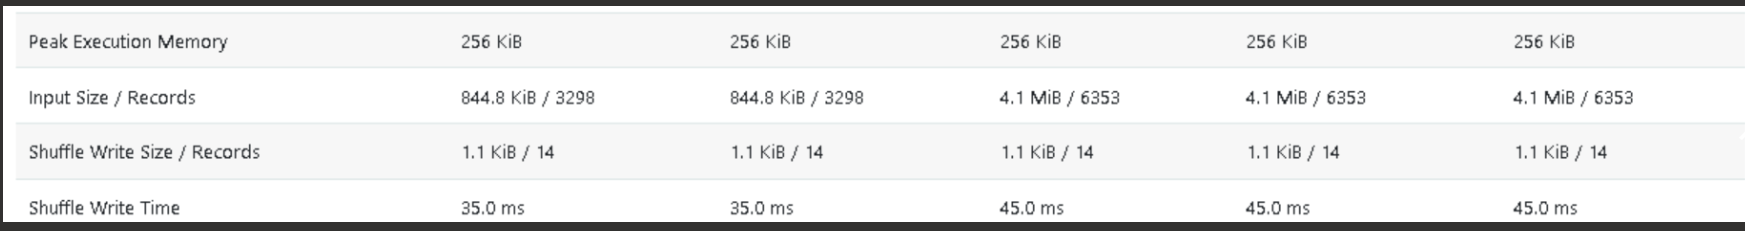 Peak Execution Memory 256 KiB 256 KiB 256 KiB 256 KiB 256 KiB
Input Size / Records 844.8 KiB / 3298 844.8 KiB / 3298 4.1 MiB / 6353 4.1 MiB / 6353 4.1 MiB / 6353
Shuffle Write Size / Records 1.1 KiB / 14 1.1 KiB / 14 1.1 KiB / 14 1.1 KiB / 14 1.1 KiB / 14
Shuffle Write Time 35.0 ms 35.0 ms 45.0 ms 45.0 ms 45.0 ms